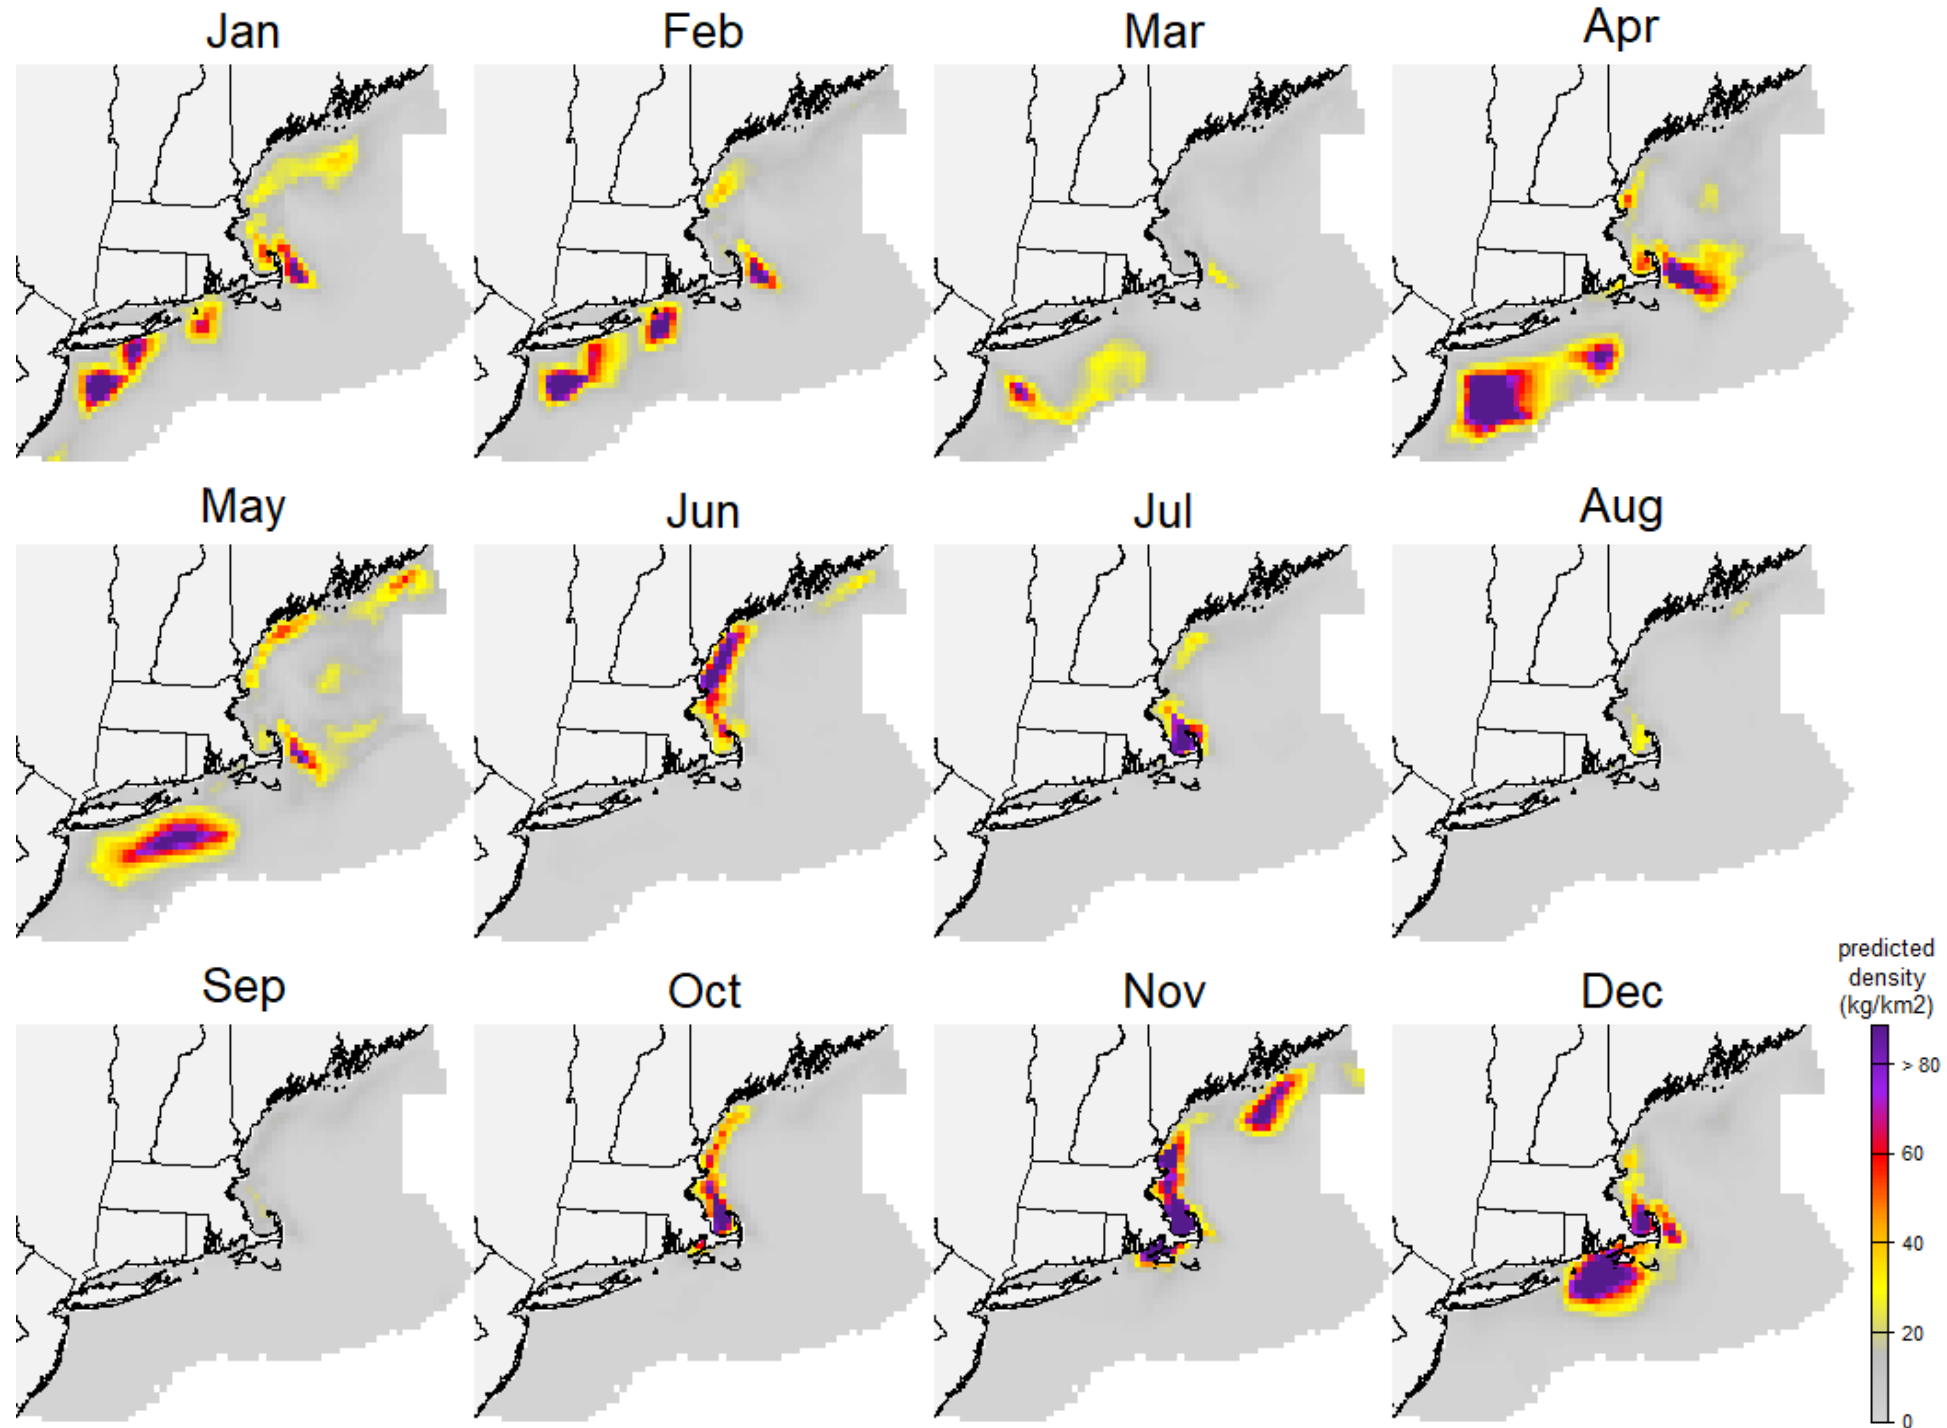 Jan
Feb
Mar
Apr
May
Jun
Jul
Aug
Sep
Oct
Nov
Dec
predicted
density
(kg/km2)
> 80
60
40
20
0